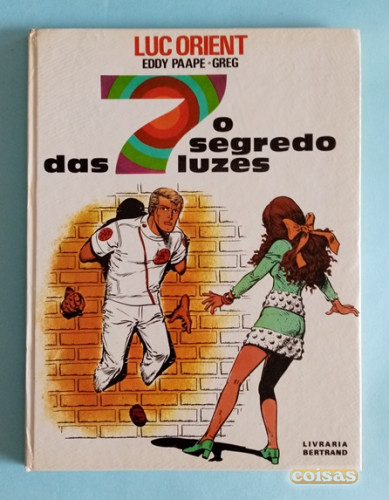 LUC ORIENT
EDDY PAAPE - GREG
o
segredo
das 7 luzes
LIVRARIA
BERTRAND
coisas